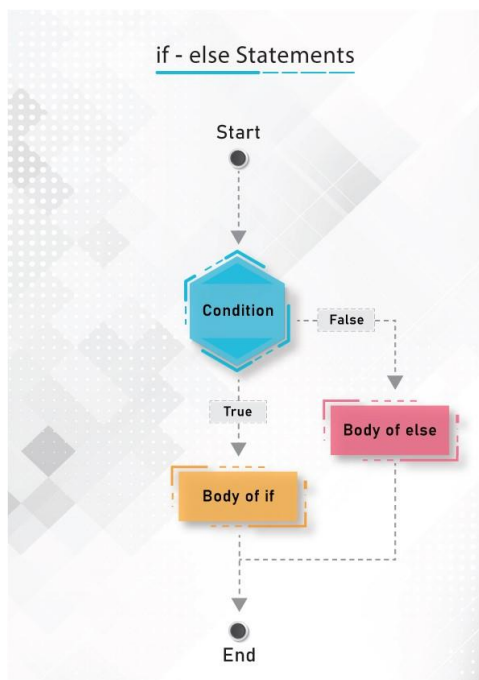 if - else Statements
Start
Condition
False
True
Body of else
Body of if
End